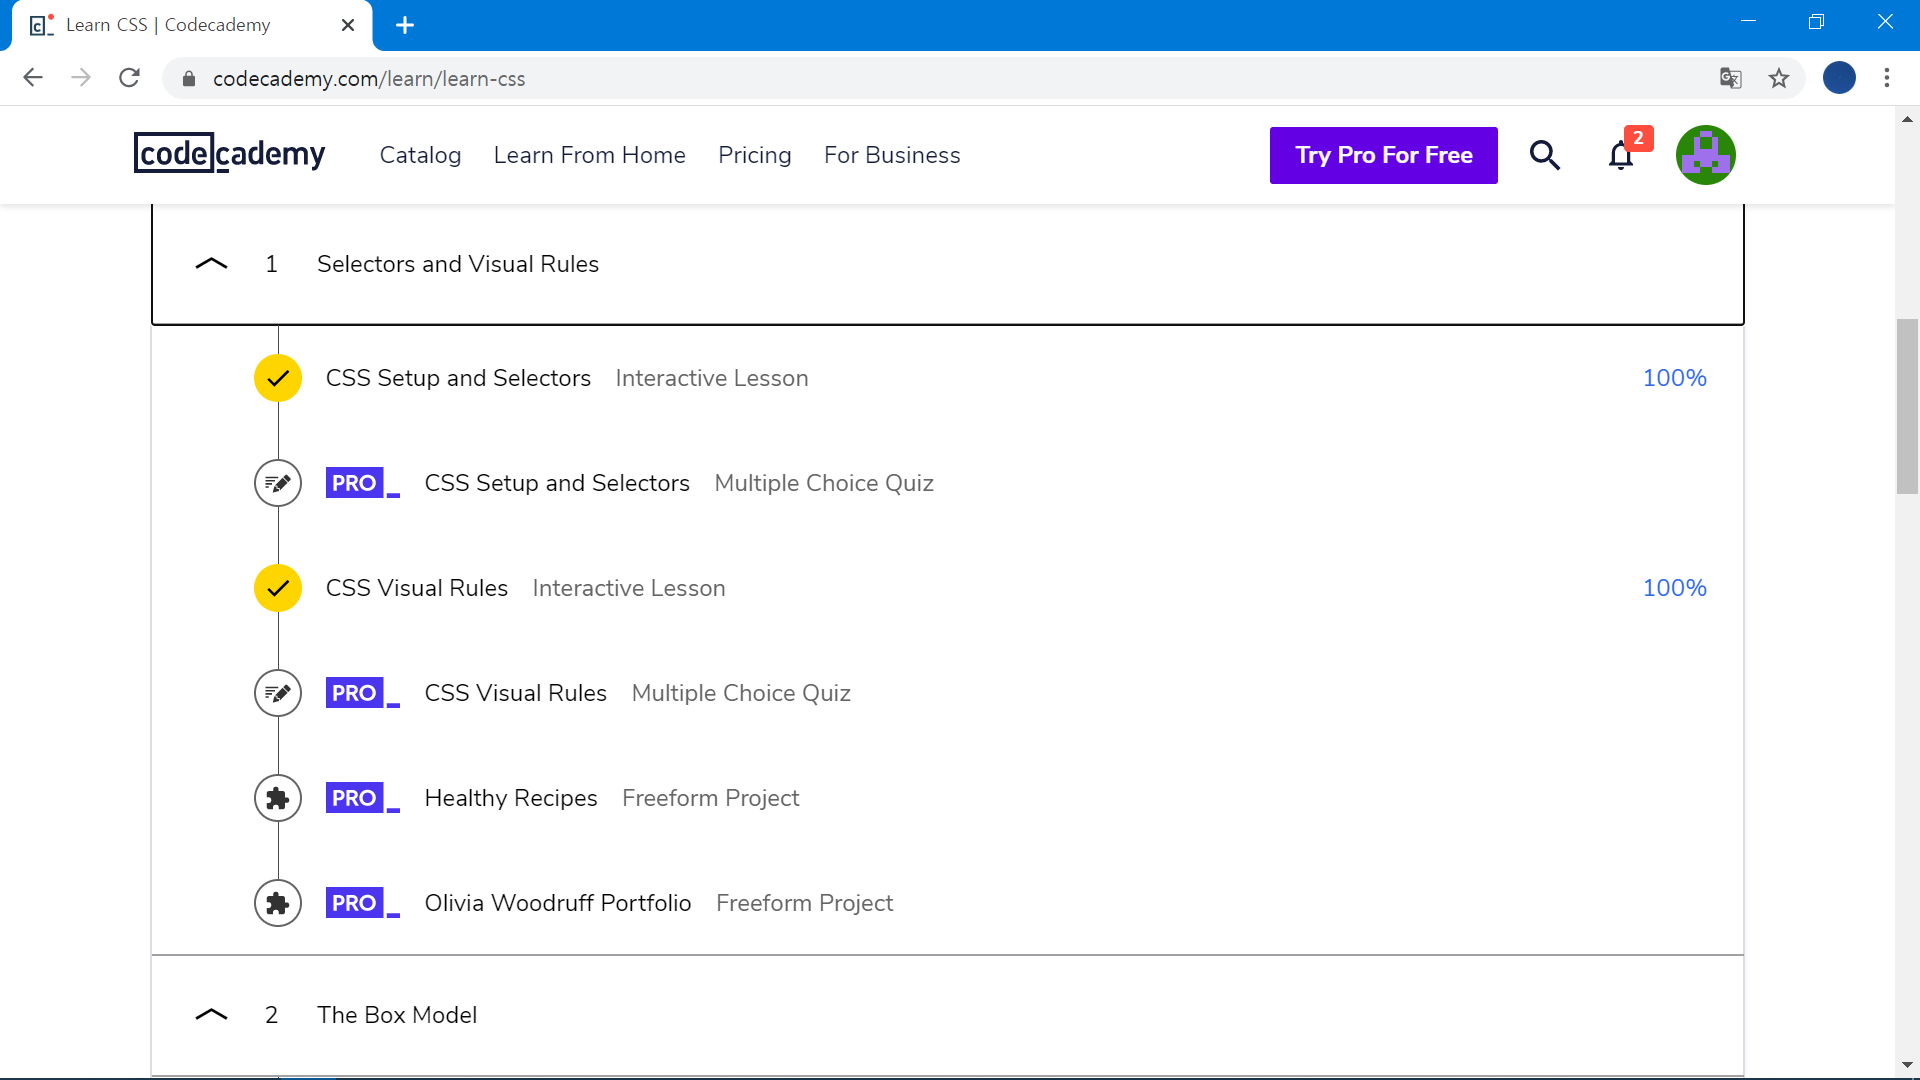 Learn CSS | Codecademy
codecademy.com/learn/learn-css
codecademy Catalog Learn From Home Pricing For Business Try Pro For Free 2
1 Selectors and Visual Rules
CSS Setup and Selectors Interactive Lesson 100%
PRO CSS Setup and Selectors Multiple Choice Quiz
CSS Visual Rules Interactive Lesson 100%
PRO CSS Visual Rules Multiple Choice Quiz
PRO Healthy Recipes Freeform Project
PRO Olivia Woodruff Portfolio Freeform Project
2 The Box Model